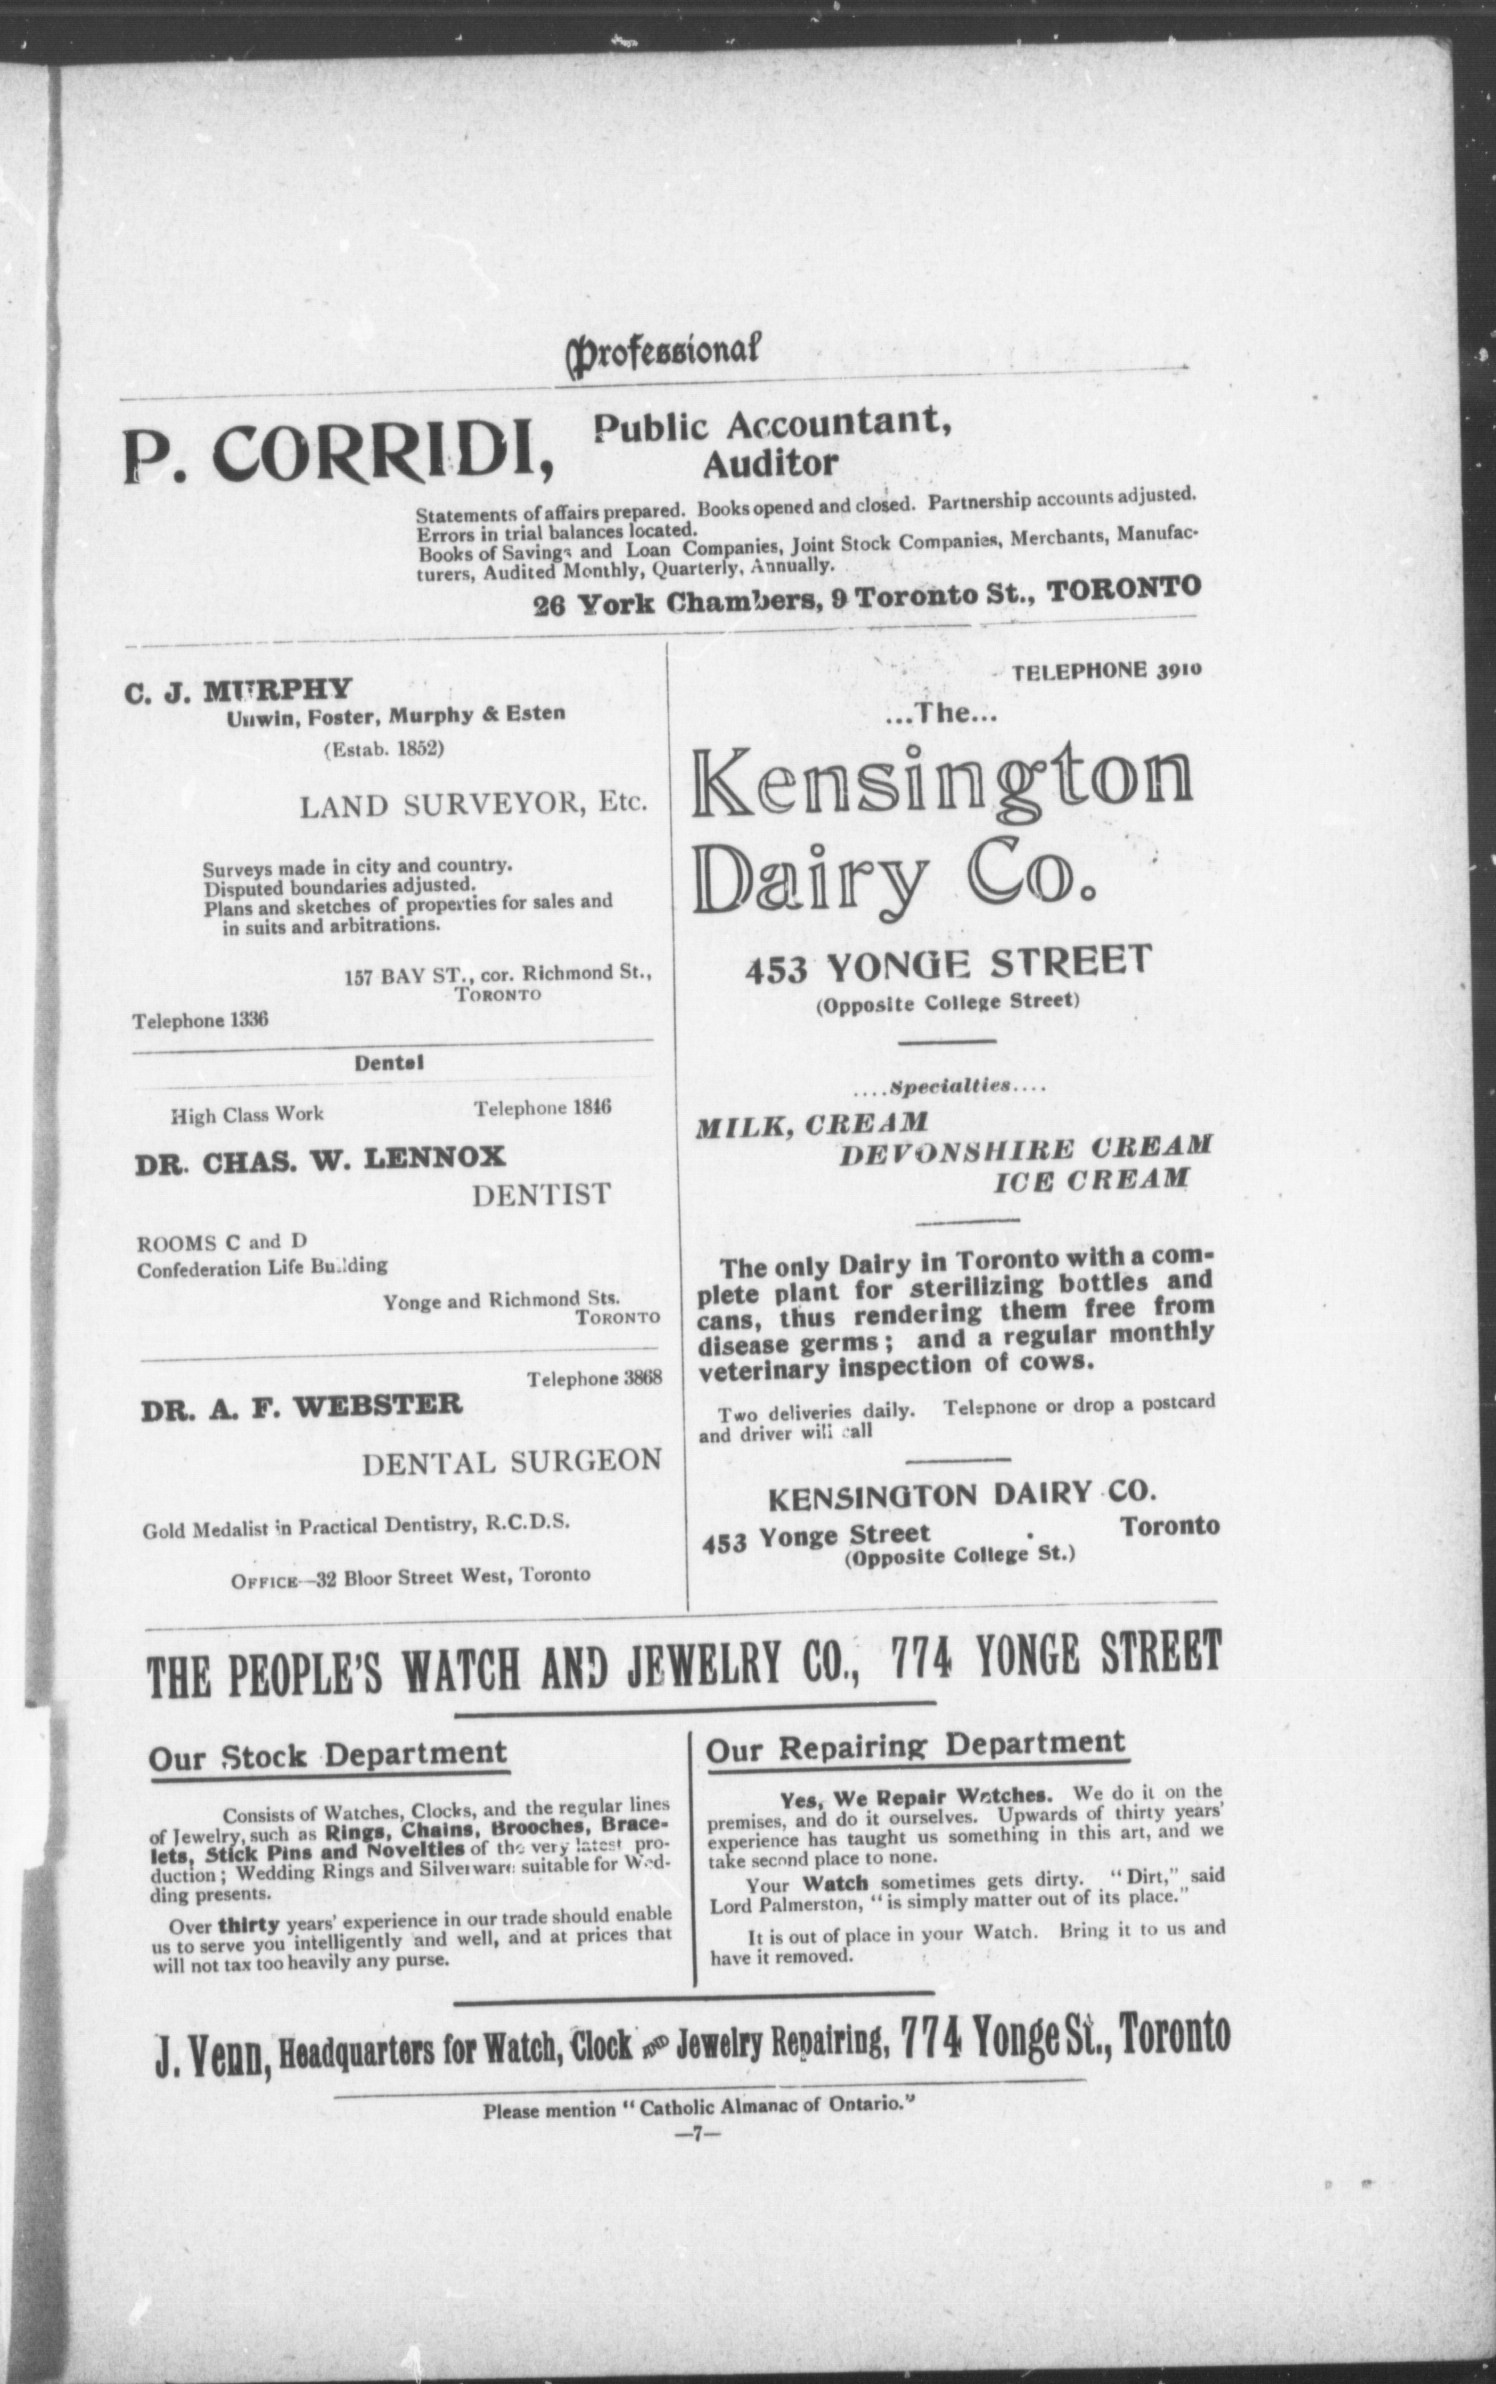 Professional
P. CORRIDI,
Public Accountant,
Auditor
Statements of affairs prepared. Books opened and closed. Partnership accounts adjusted.
Errors in trial balances located.
Books of Savings and Loan Companies, Joint Stock Companies, Merchants, Manufac-
turers, Audited Monthly, Quarterly, Annually.
26 York Chambers, 9 Toronto St., TORONTO
C. J. MURPHY
Unwin, Foster, Murphy & Esten
(Estab. 1852)
LAND SURVEYOR, Etc.
Surveys made in city and country.
Disputed boundaries adjusted.
Plans and sketches of properties for sales and
in suits and arbitrations.
157 BAY ST., cor. Richmond St.,
TORONTO
Telephone 1336
Dental
High Class Work
Telephone 1846
DR. CHAS. W. LENNOX
DENTIST
ROOMS C and D
Confederation Life Building
Yonge and Richmond Sts.
TORONTO
Telephone 3868
DR. A. F. WEBSTER
DENTAL SURGEON
Gold Medalist in Practical Dentistry, R.C.D.S.
OFFICE—32 Bloor Street West, Toronto
TELEPHONE 3910
...The...
Kensington
Dairy Co.
453 YONGE STREET
(Opposite College Street)
....Specialties....
MILK, CREAM
DEVONSHIRE CREAM
ICE CREAM
The only Dairy in Toronto with a com-
plete plant for sterilizing bottles and
cans, thus rendering them free from
disease germs; and a regular monthly
veterinary inspection of cows.
Two deliveries daily. Telephone or drop a postcard
and driver will call
KENSINGTON DAIRY CO.
453 Yonge Street . Toronto
(Opposite College St.)
THE PEOPLE'S WATCH AND JEWELRY CO., 774 YONGE STREET
Our Stock Department
Consists of Watches, Clocks, and the regular lines
of Jewelry, such as Rings, Chains, Brooches, Brace-
lets, Stick Pins and Novelties of the very latest pro-
duction; Wedding Rings and Silverware suitable for Wed-
ding presents.
Over thirty years' experience in our trade should enable
us to serve you intelligently and well, and at prices that
will not tax too heavily any purse.
Our Repairing Department
Yes, We Repair Watches. We do it on the
premises, and do it ourselves. Upwards of thirty years'
experience has taught us something in this art, and we
take second place to none.
Your Watch sometimes gets dirty. "Dirt," said
Lord Palmerston, "is simply matter out of its place."
It is out of place in your Watch. Bring it to us and
have it removed.
J. Venn, Headquarters for Watch, Clock AND Jewelry Repairing, 774 Yonge St., Toronto
Please mention "Catholic Almanac of Ontario."
—7—